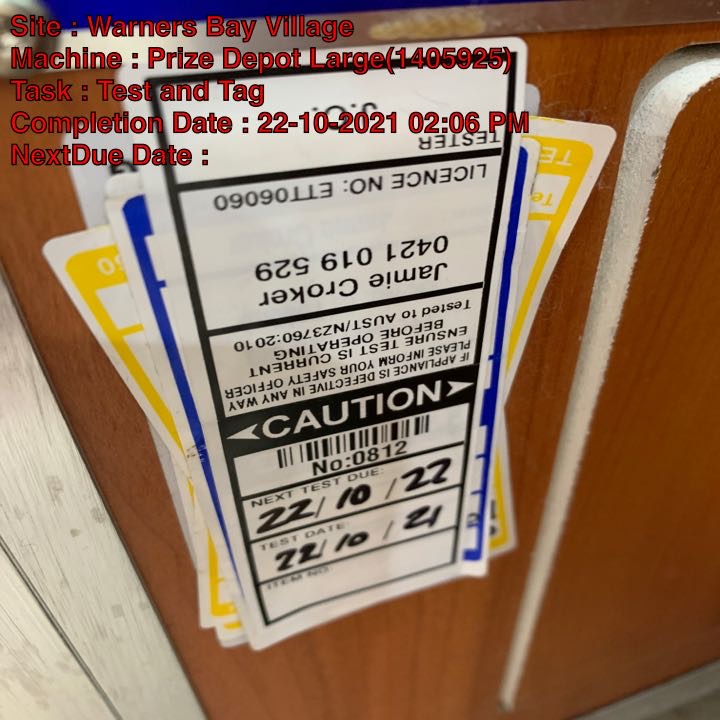 Site : Warners Bay Village
Machine : Prize Depot Large(1405925)
Task : Test and Tag
Completion Date : 22-10-2021 02:06 PM
NextDue Date :
TESTER
J.C.
LICENCE NO: ETT06060
Jamie Croker
0421 019 529
Tested to AUST/NZ3760:2010
IF APPLIANCE IS DEFECTIVE IN ANY WAY
PLEASE INFORM YOUR SAFETY OFFICER
ENSURE TEST IS CURRENT
BEFORE OPERATING
CAUTION
No:0812
NEXT TEST DUE:
22/10/22
TEST DATE:
22/10/21
ITEM NO.